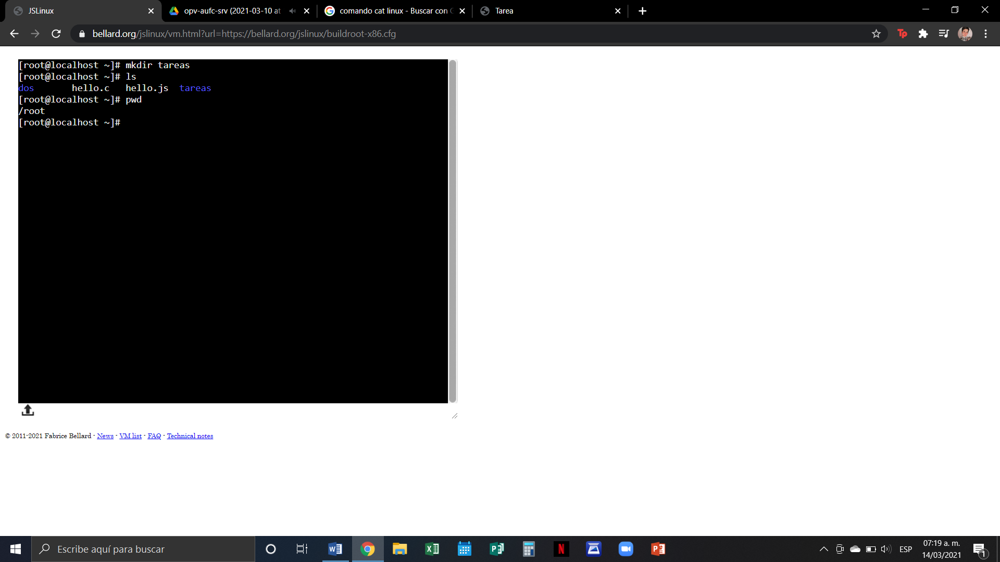 JSLinux
opv-aufc-srv (2021-03-10 at
comando cat linux - Buscar con
Tarea
bellard.org/jslinux/vm.html?url=https://bellard.org/jslinux/buildroot-x86.cfg
[root@localhost ~]# mkdir tareas
[root@localhost ~]# ls
dos hello.c hello.js tareas
[root@localhost ~]# pwd
/root
[root@localhost ~]#
© 2011-2021 Fabrice Bellard - News - VM list - FAQ - Technical notes
Escribe aquí para buscar
ESP
07:19 a. m.
14/03/2021
1